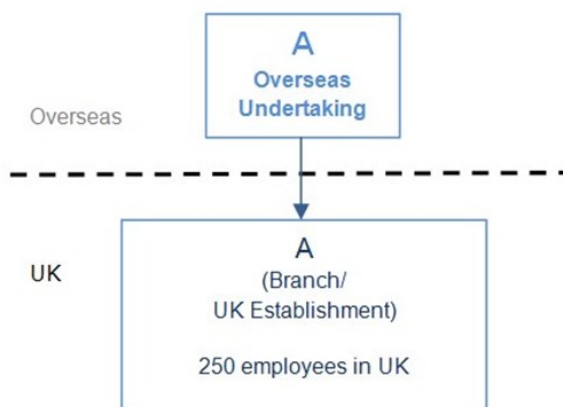 A
Overseas
Undertaking
Overseas
A
(Branch/
UK Establishment)
UK
250 employees in UK